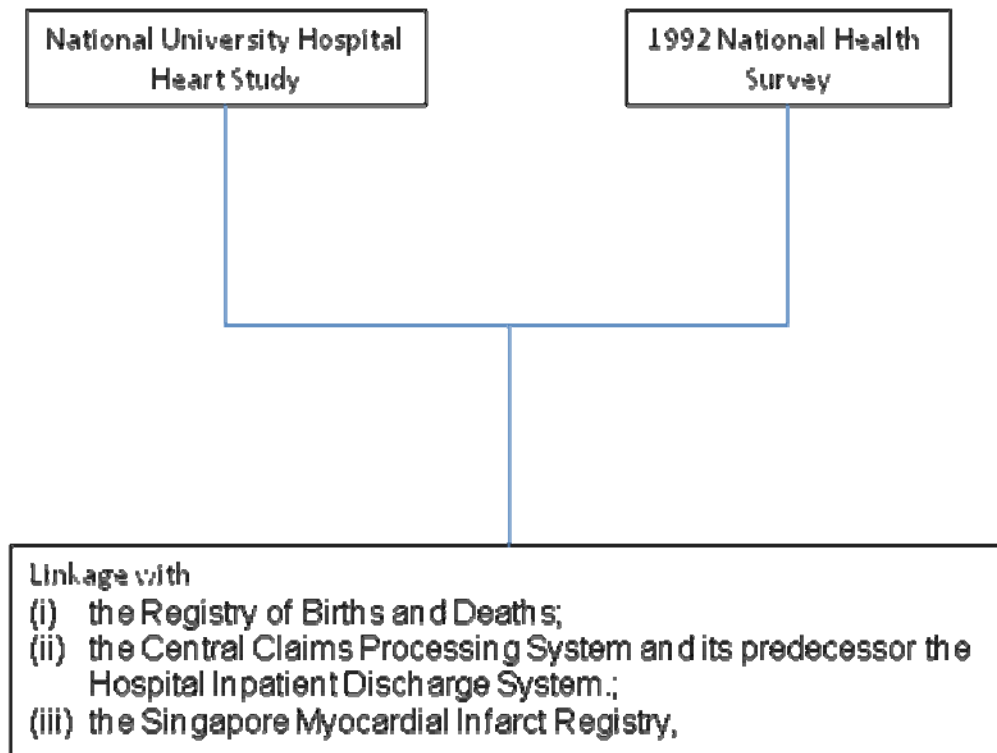 National University Hospital
Heart Study
1992 National Health
Survey
Linkage with
(i) the Registry of Births and Deaths;
(ii) the Central Claims Processing System and its predecessor the
Hospital Inpatient Discharge System.;
(iii) the Singapore Myocardial Infarct Registry,